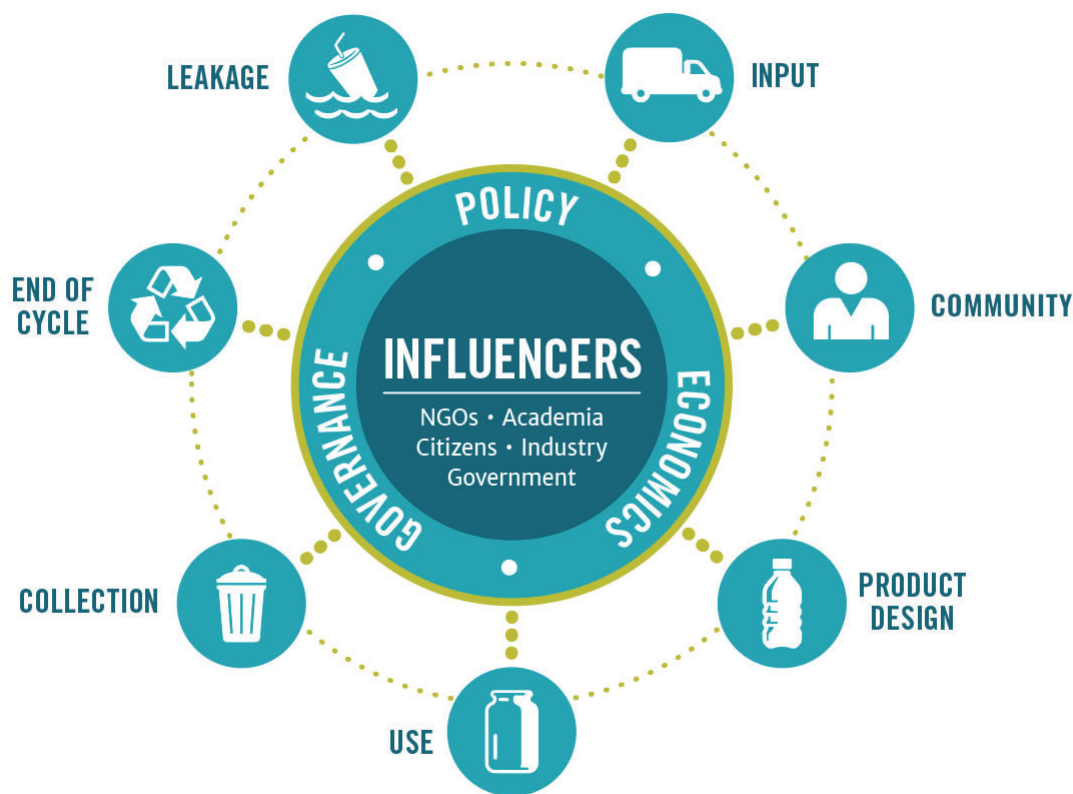 LEAKAGE
INPUT
POLICY
END OF
CYCLE
COMMUNITY
INFLUENCERS
NGOs • Academia
Citizens • Industry
Government
GOVERNANCE
ECONOMICS
COLLECTION
PRODUCT
DESIGN
USE